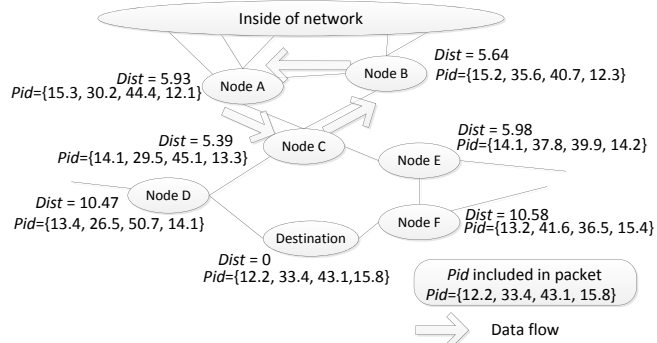 Inside of network
Dist = 5.93
Pid={15.3, 30.2, 44.4, 12.1}
Node A
Node B
Dist = 5.64
Pid={15.2, 35.6, 40.7, 12.3}
Dist = 5.39
Pid={14.1, 29.5, 45.1, 13.3}
Node C
Dist = 5.98
Pid={14.1, 37.8, 39.9, 14.2}
Node E
Dist = 10.47
Pid={13.4, 26.5, 50.7, 14.1}
Node D
Node F
Dist = 10.58
Pid={13.2, 41.6, 36.5, 15.4}
Destination
Dist = 0
Pid={12.2, 33.4, 43.1,15.8}
Pid included in packet
Pid={12.2, 33.4, 43.1, 15.8}
Data flow